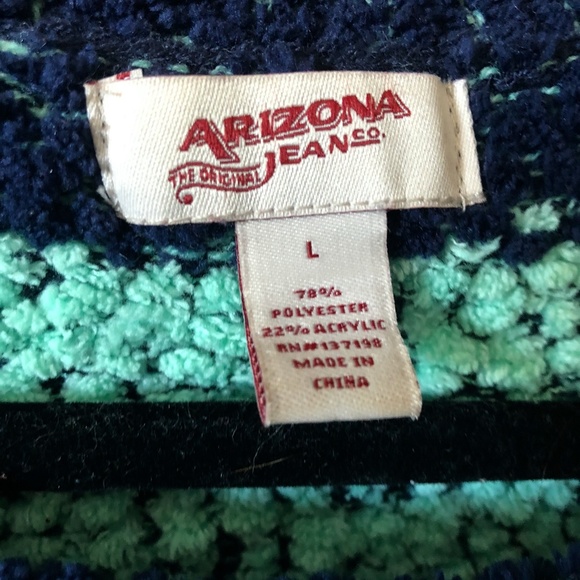 ARIZONA
THE ORIGINAL JEAN CO.
L
78%
POLYESTER
22% ACRYLIC
RN#137198
MADE IN
CHINA